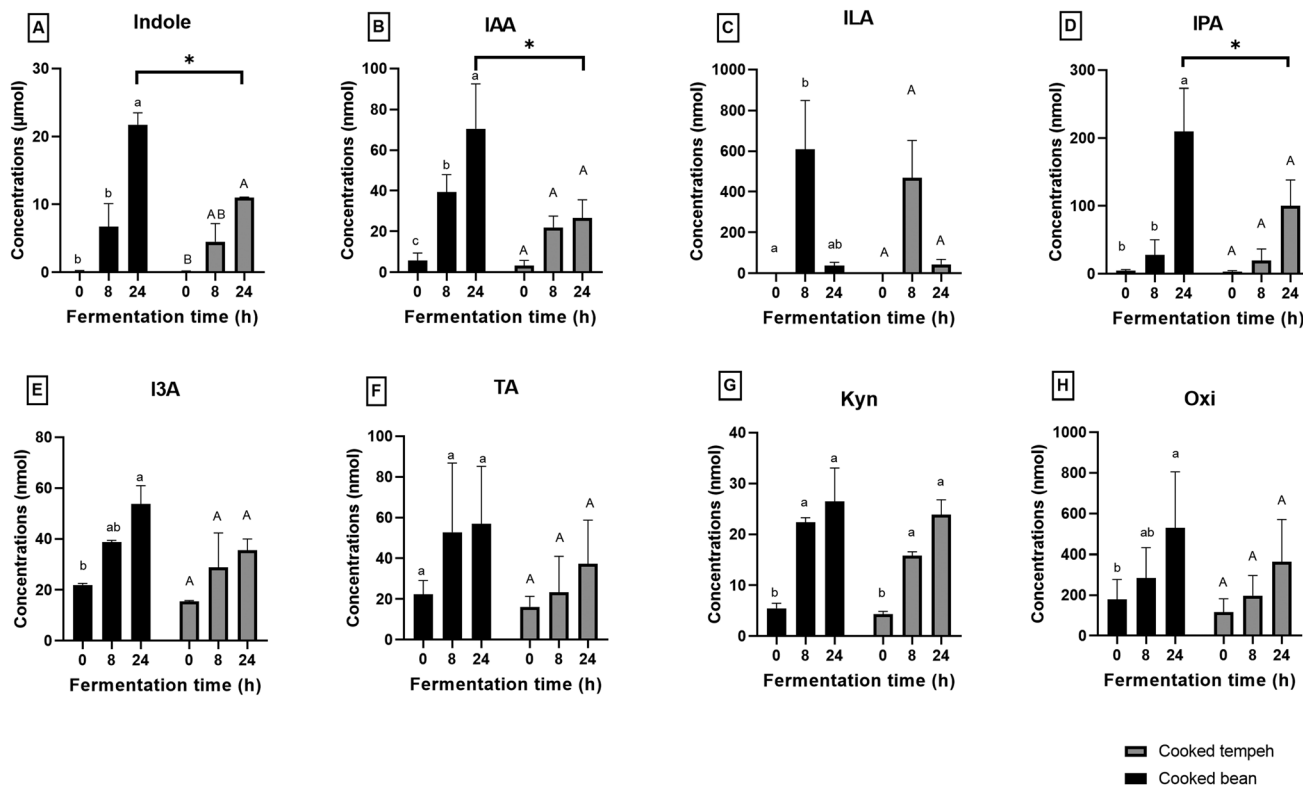 A
Indole
Concentrations (μmol)
30
20
10
0
b
b
a
B
AB
A
*
0 8 24 0 8 24
Fermentation time (h)
B
IAA
Concentrations (nmol)
100
80
60
40
20
0
c
b
a
A
A
A
*
0 8 24 0 8 24
Fermentation time (h)
C
ILA
Concentrations (nmol)
1000
800
600
400
200
0
a
b
ab
A
A
A
0 8 24 0 8 24
Fermentation time (h)
D
IPA
Concentrations (nmol)
300
200
100
0
b
b
a
A
A
A
*
0 8 24 0 8 24
Fermentation time (h)
E
I3A
Concentrations (nmol)
80
60
40
20
0
b
ab
a
A
A
A
0 8 24 0 8 24
Fermentation time (h)
F
TA
Concentrations (nmol)
100
80
60
40
20
0
a
a
a
A
A
A
0 8 24 0 8 24
Fermentation time (h)
G
Kyn
Concentrations (nmol)
40
30
20
10
0
b
a
a
b
a
a
0 8 24 0 8 24
Fermentation time (h)
H
Oxi
Concentrations (nmol)
1000
800
600
400
200
0
b
ab
a
A
A
A
0 8 24 0 8 24
Fermentation time (h)
Cooked tempeh
Cooked bean